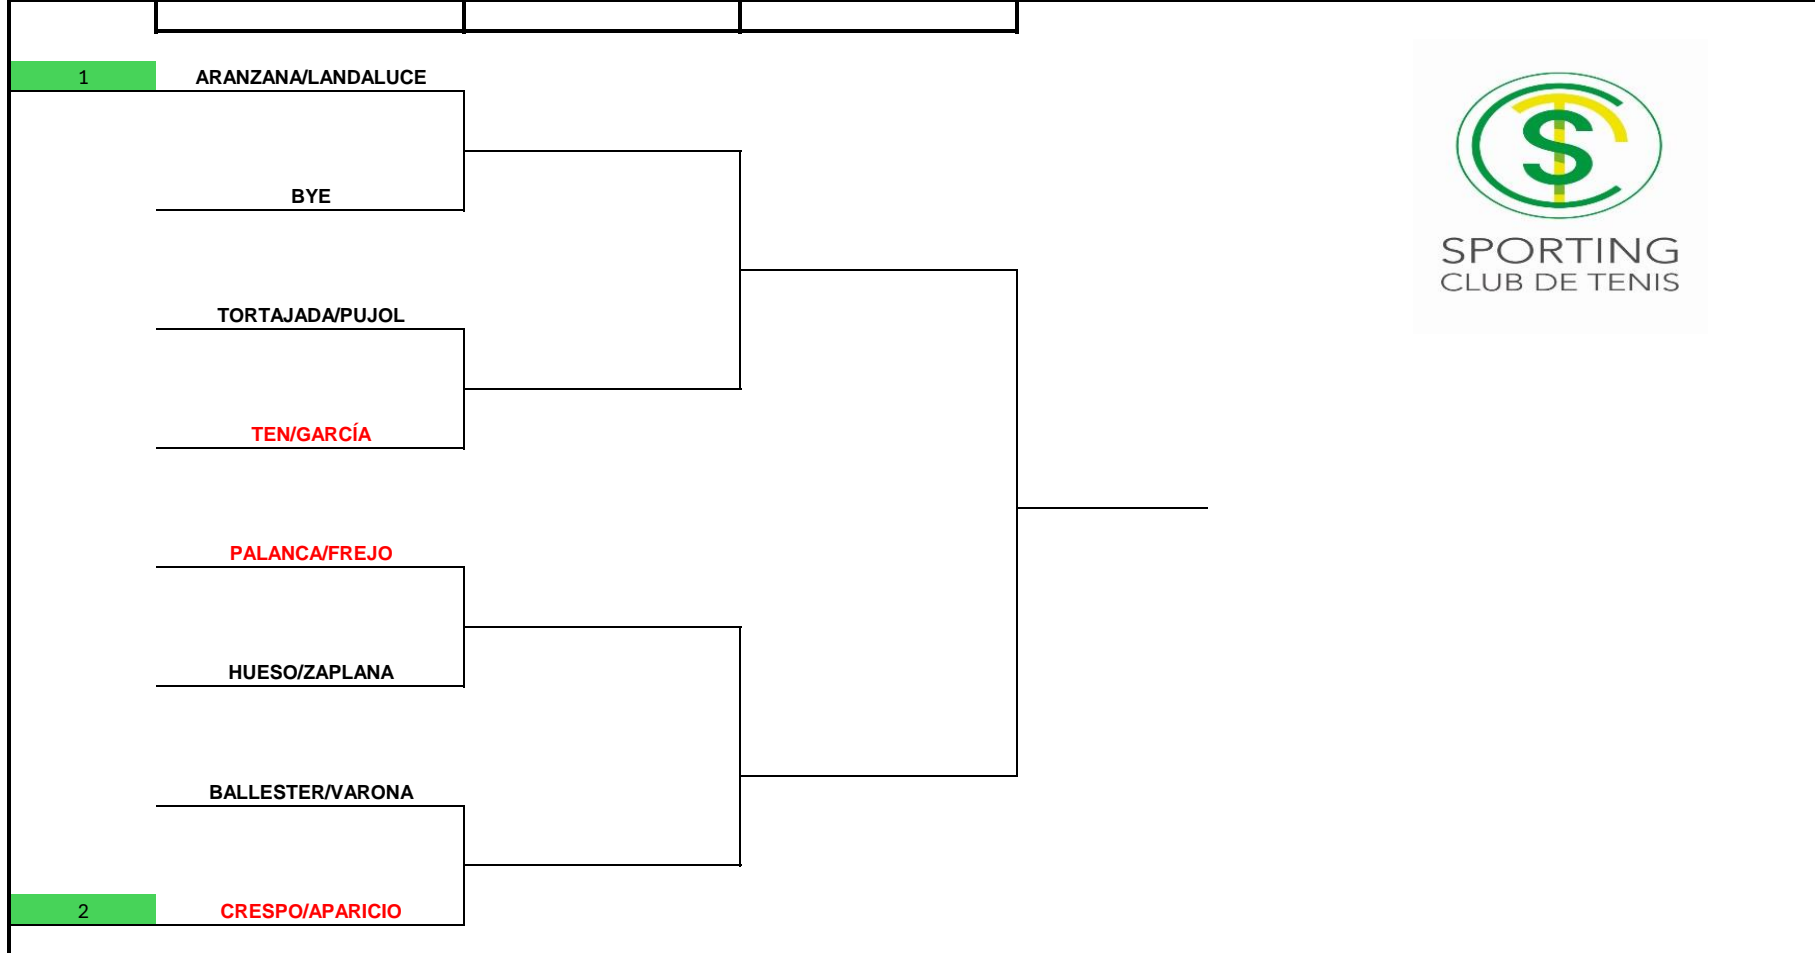 1 ARANZANA/LANDALUCE
BYE
TORTAJADA/PUJOL
TEN/GARCÍA
PALANCA/FREJO
HUESO/ZAPLANA
BALLESTER/VARONA
2 CRESPO/APARICIO
SPORTING
CLUB DE TENIS